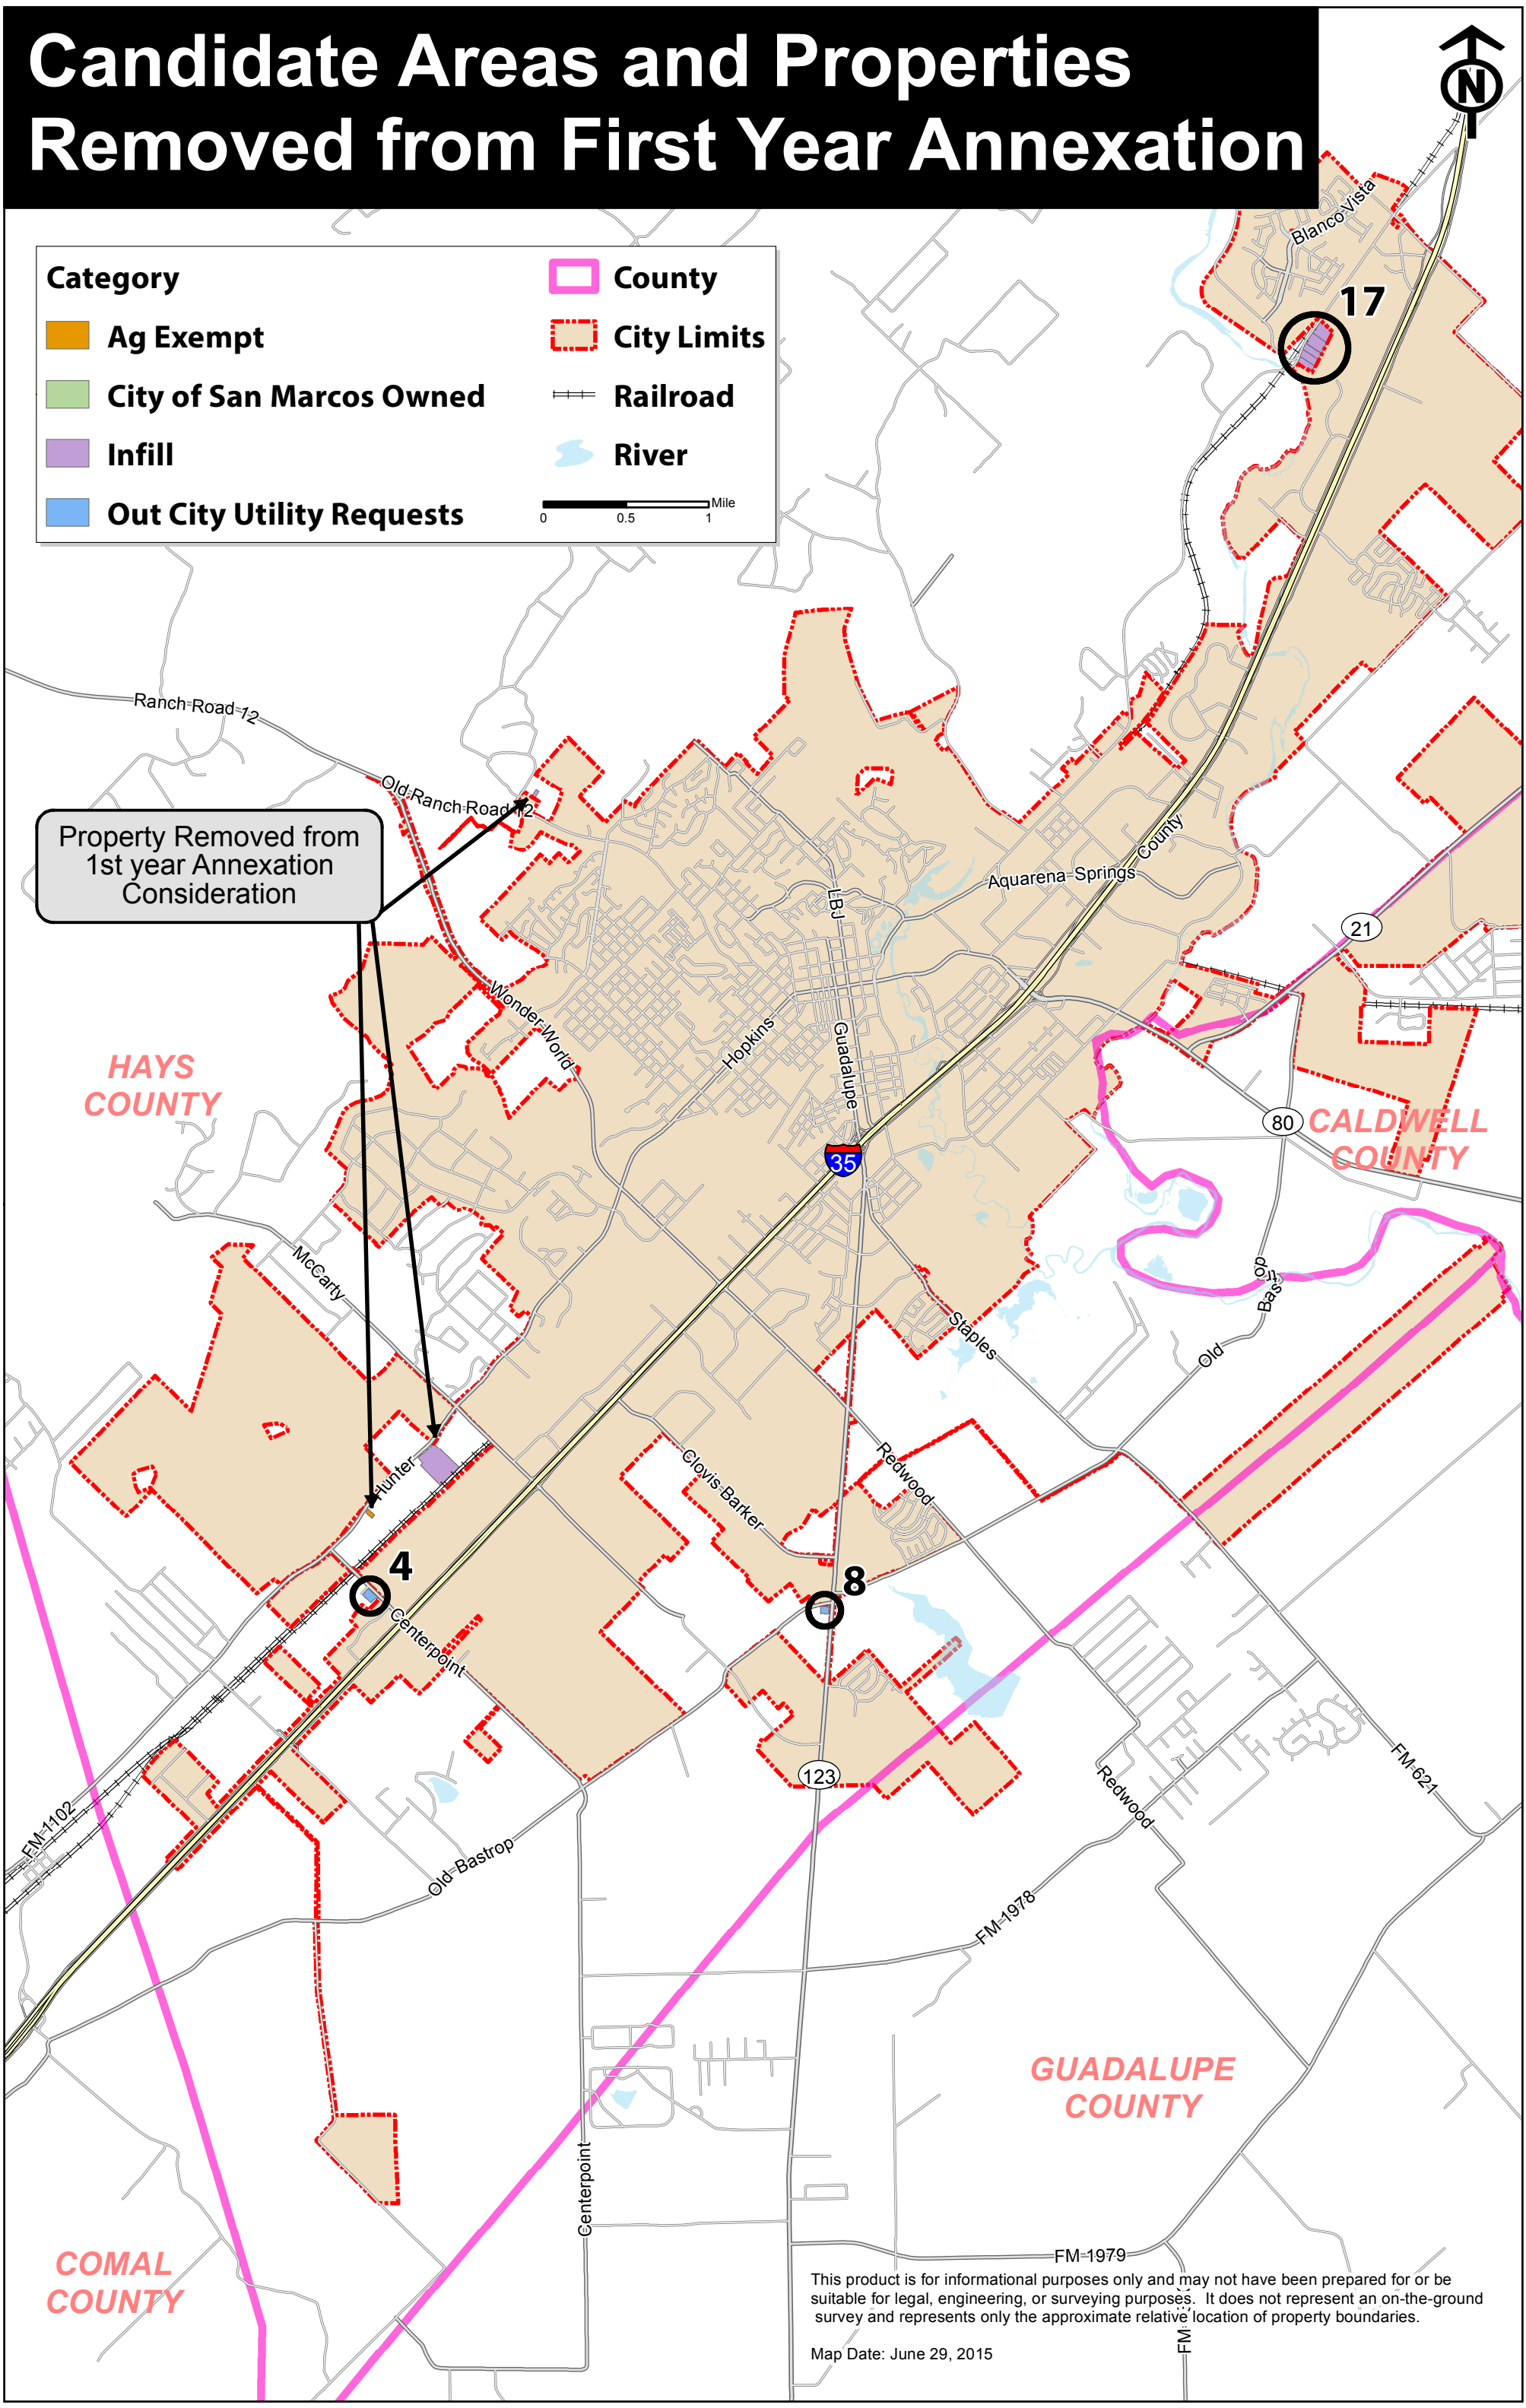 Candidate Areas and Properties
Removed from First Year Annexation
N
Category
Ag Exempt
City of San Marcos Owned
Infill
Out City Utility Requests
County
City Limits
Railroad
River
Mile
0 0.5 1
Blanco Vista
17
Ranch Road 12
Old Ranch Road 12
Property Removed from
1st year Annexation
Consideration
LBJ
Aquarena Springs
County
21
Wonder World
Hopkins
Guadalupe
HAYS
COUNTY
80
CALDWELL
COUNTY
35
McCarty
Old Bastrop
Staples
Hunter
Clovis Barker
Redwood
4
8
Centerpoint
123
FM 1102
Old Bastrop
Redwood
FM 621
FM 1978
GUADALUPE
COUNTY
Centerpoint
COMAL
COUNTY
FM 1979
FM
This product is for informational purposes only and may not have been prepared for or be
suitable for legal, engineering, or surveying purposes. It does not represent an on-the-ground
survey and represents only the approximate relative location of property boundaries.
Map Date: June 29, 2015